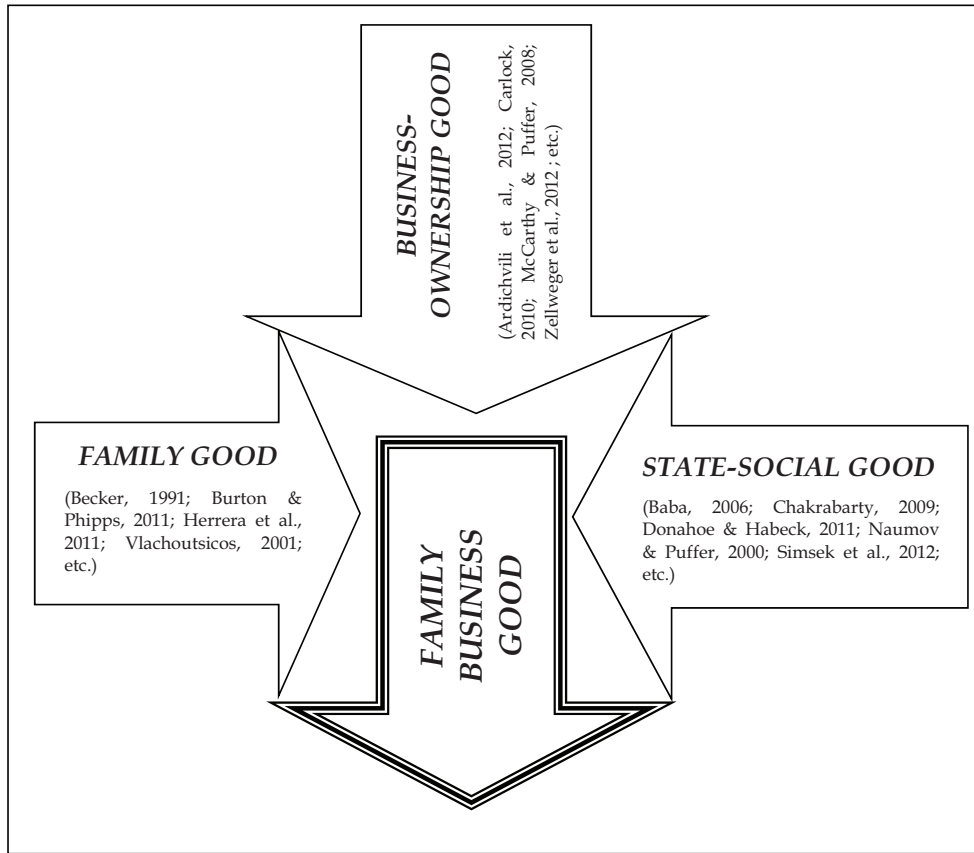 BUSINESS-
OWNERSHIP GOOD
(Ardichvili et al., 2012; Carlock,
2010; McCarthy & Puffer, 2008;
Zellweger et al., 2012 ; etc.)
FAMILY GOOD
(Becker, 1991; Burton &
Phipps, 2011; Herrera et al.,
2011; Vlachoutsicos, 2001;
etc.)
STATE-SOCIAL GOOD
(Baba, 2006; Chakrabarty, 2009;
Donahoe & Habeck, 2011; Naumov
& Puffer, 2000; Simsek et al., 2012;
etc.)
FAMILY
BUSINESS
GOOD